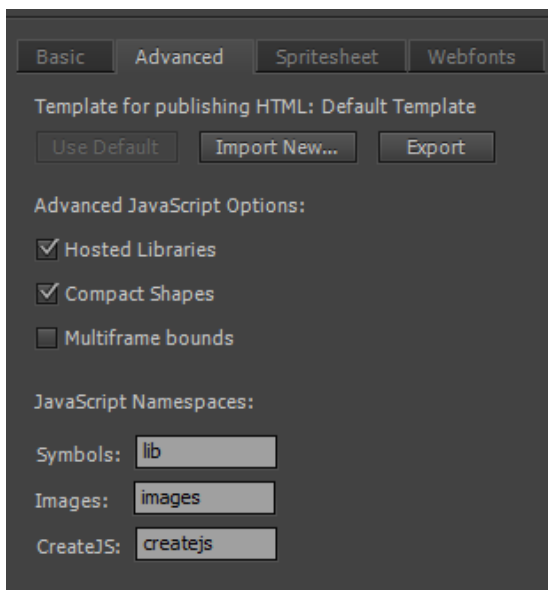 Basic Advanced Spritesheet Webfonts
Template for publishing HTML: Default Template
Use Default Import New... Export
Advanced JavaScript Options:
Hosted Libraries
Compact Shapes
Multiframe bounds
JavaScript Namespaces:
Symbols: lib
Images: images
CreateJS: createjs